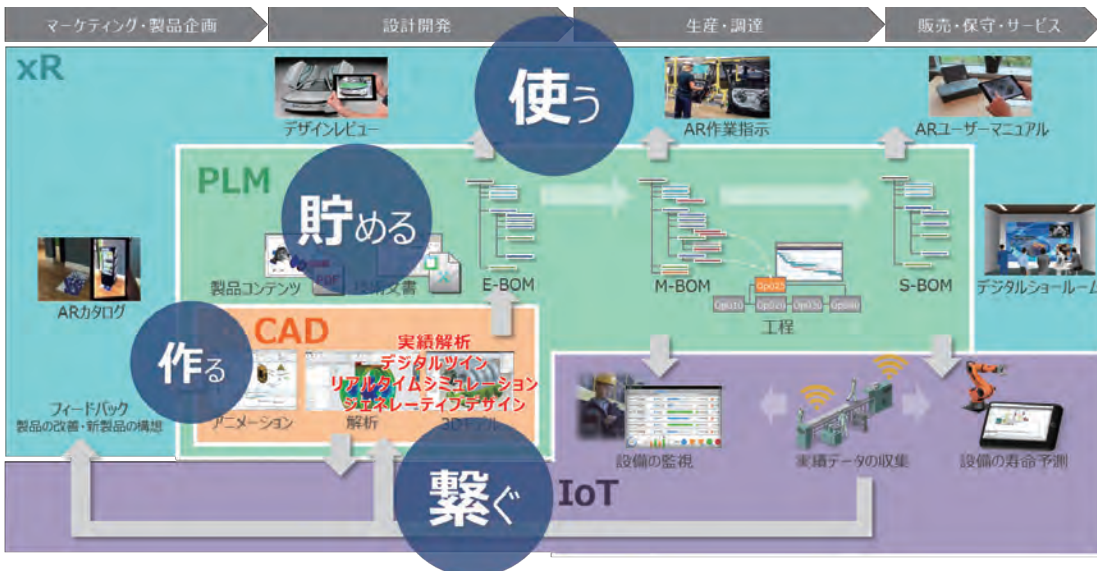 マーケティング・製品企画
設計開発
生産・調達
販売・保守・サービス
xR
使う
デザインレビュー
AR作業指示
ARユーザーマニュアル
PLM
貯める
製品コンテンツ
PDF
技術文書
E-BOM
M-BOM
S-BOM
Op025
Op010
Op020
Op030
Op040
工程
ARカタログ
デジタルショールーム
CAD
作る
実績解析
デジタルツイン
リアルタイムシミュレーション
ジェネレーティブデザイン
アニメーション
解析
3Dモデル
フィードバック
製品の改善・新製品の構想
設備の監視
実績データの収集
設備の寿命予測
繋ぐ
IoT